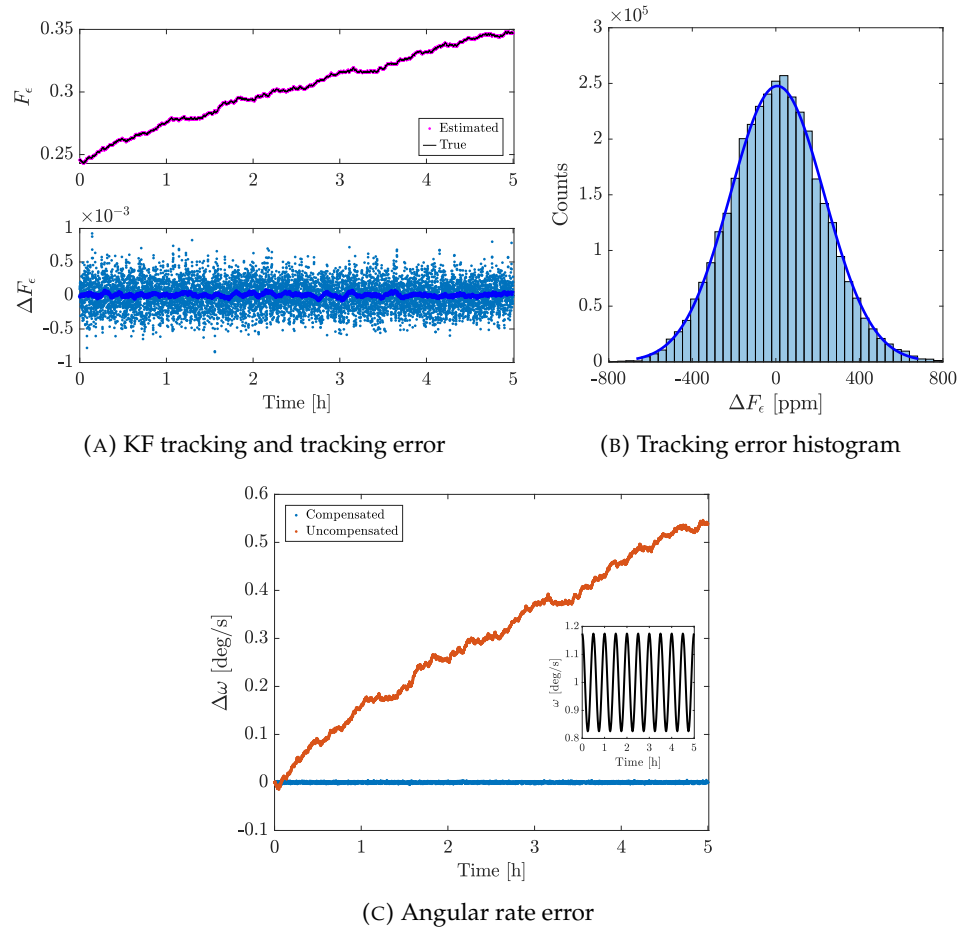 0.35
0.3
0.25
F_ϵ
Estimated
True
0 1 2 3 4 5
×10⁻³
1
0.5
0
-0.5
-1
ΔF_ϵ
0 1 2 3 4 5
Time [h]
(A) KF tracking and tracking error
×10⁵
3
2.5
2
1.5
1
0.5
0
Counts
-800 -400 0 400 800
ΔF_ϵ [ppm]
(B) Tracking error histogram
0.6
0.5
0.4
0.3
0.2
0.1
0
-0.1
Δω [deg/s]
Compensated
Uncompensated
1.2
1.1
1
0.9
0.8
ω [deg/s]
0 1 2 3 4 5
Time [h]
0 1 2 3 4 5
Time [h]
(C) Angular rate error